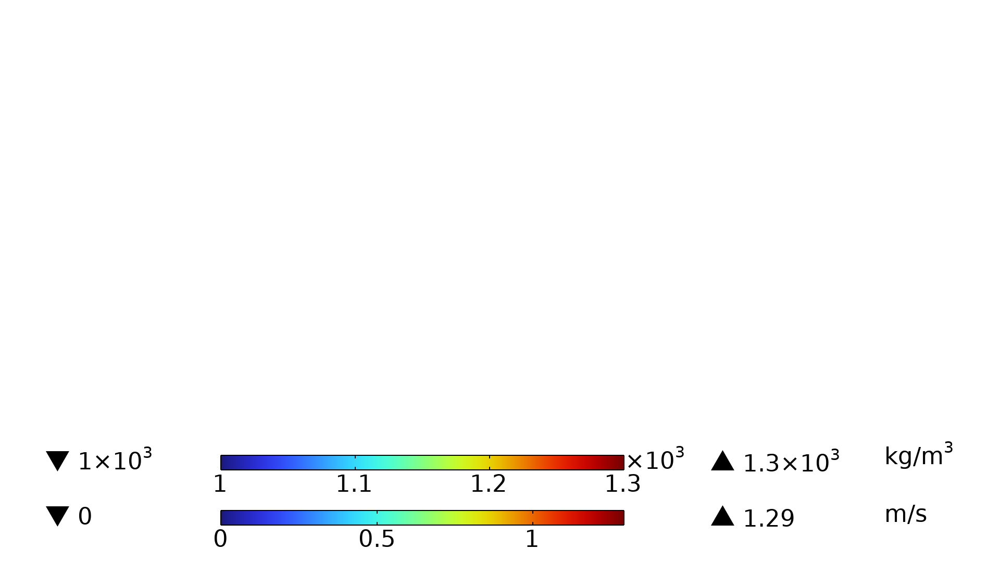 ▼ 1×10³ ×10³ ▲ 1.3×10³ kg/m³
1 1.1 1.2 1.3
▼ 0 ▲ 1.29 m/s
0 0.5 1